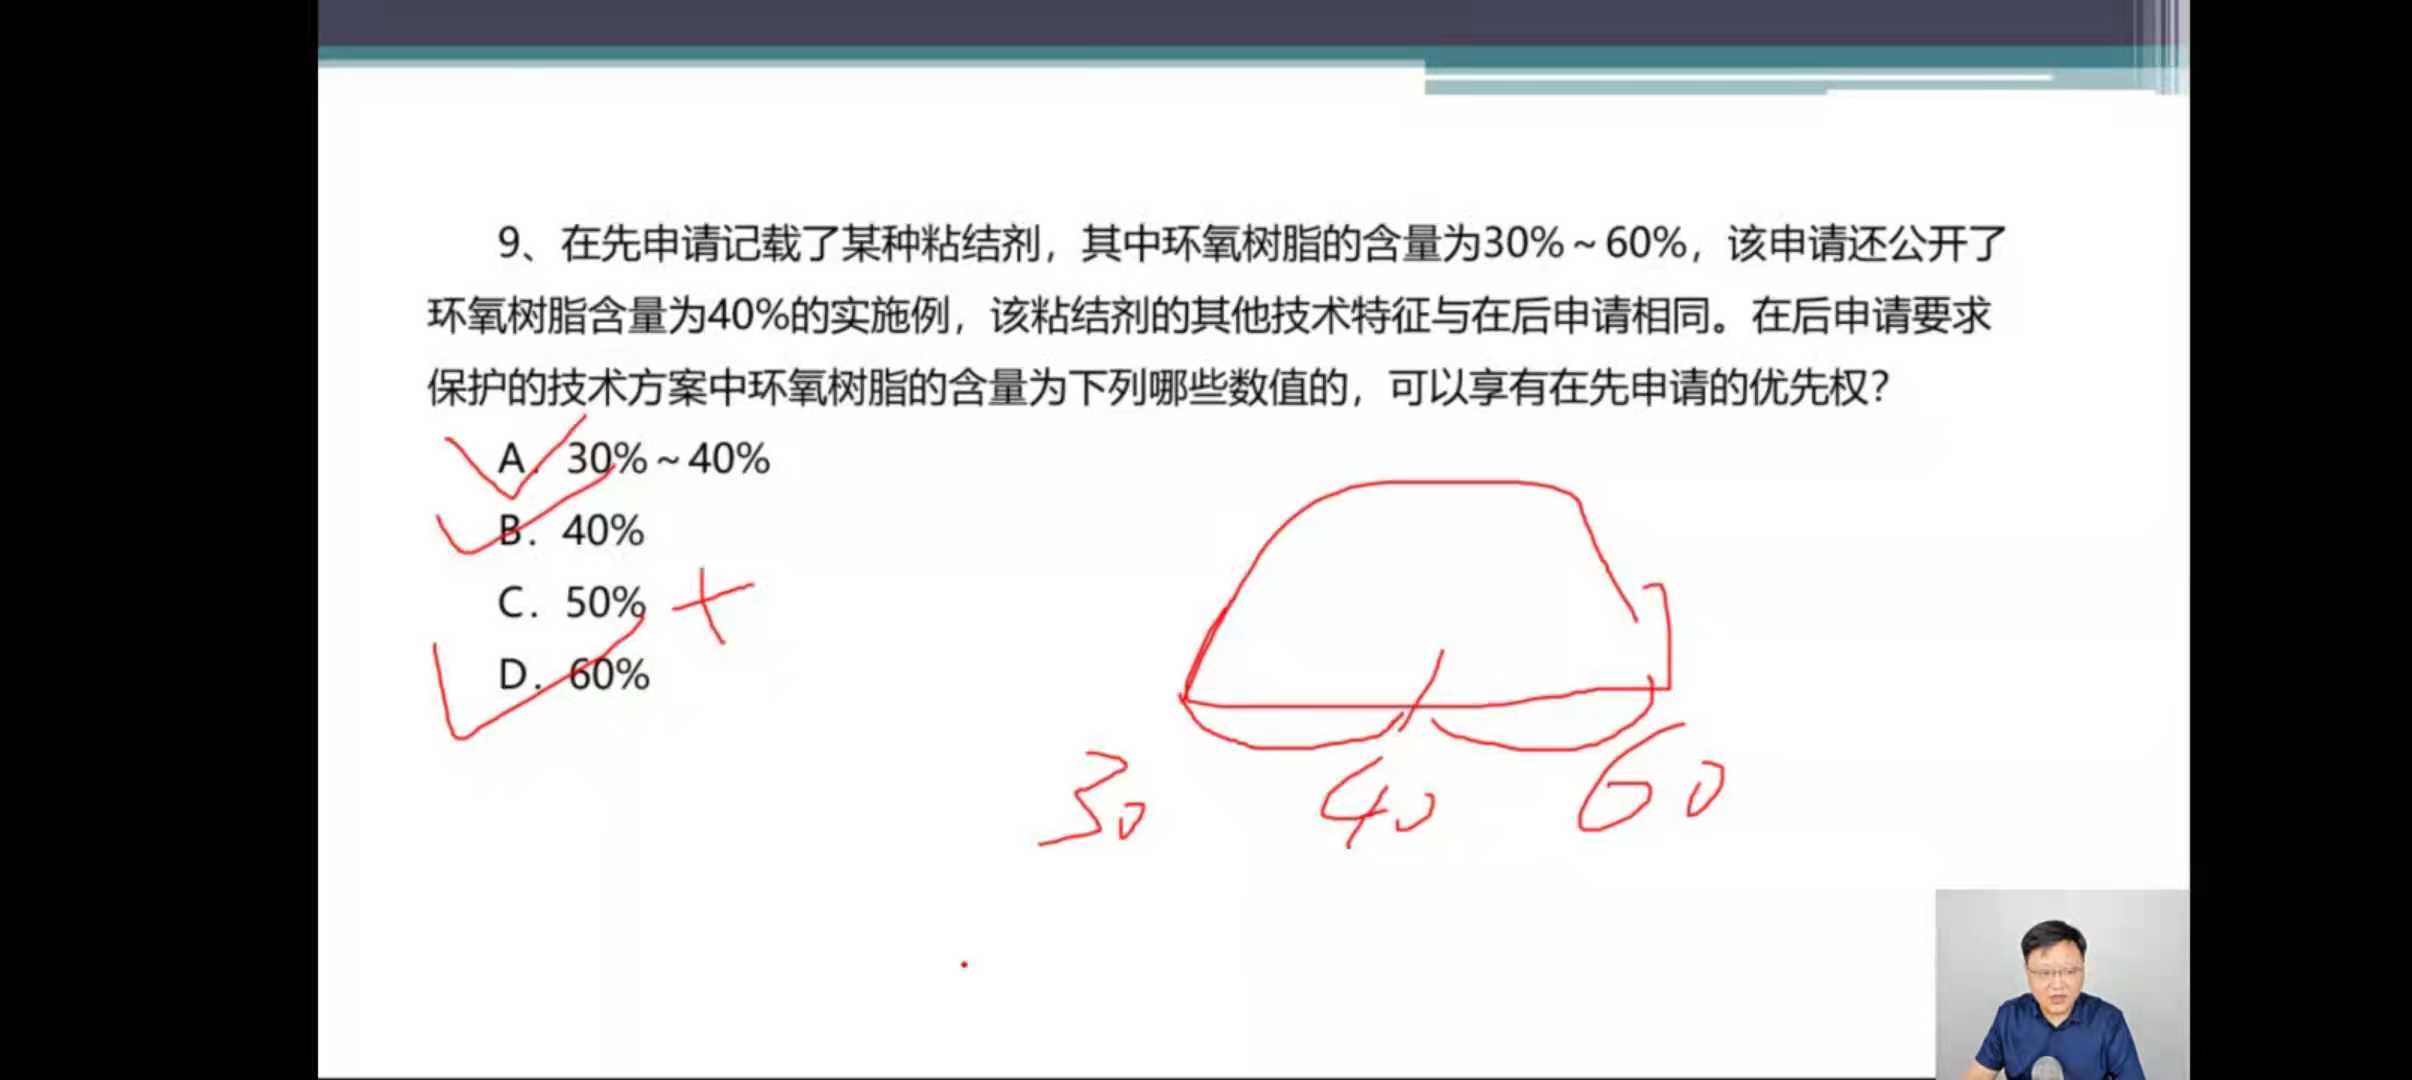 9、在先申请记载了某种粘结剂，其中环氧树脂的含量为30%～60%，该申请还公开了
环氧树脂含量为40%的实施例，该粘结剂的其他技术特征与在后申请相同。在后申请要求
保护的技术方案中环氧树脂的含量为下列哪些数值的，可以享有在先申请的优先权？
A．30%～40%
B．40%
C．50%
D．60%
30 40 60